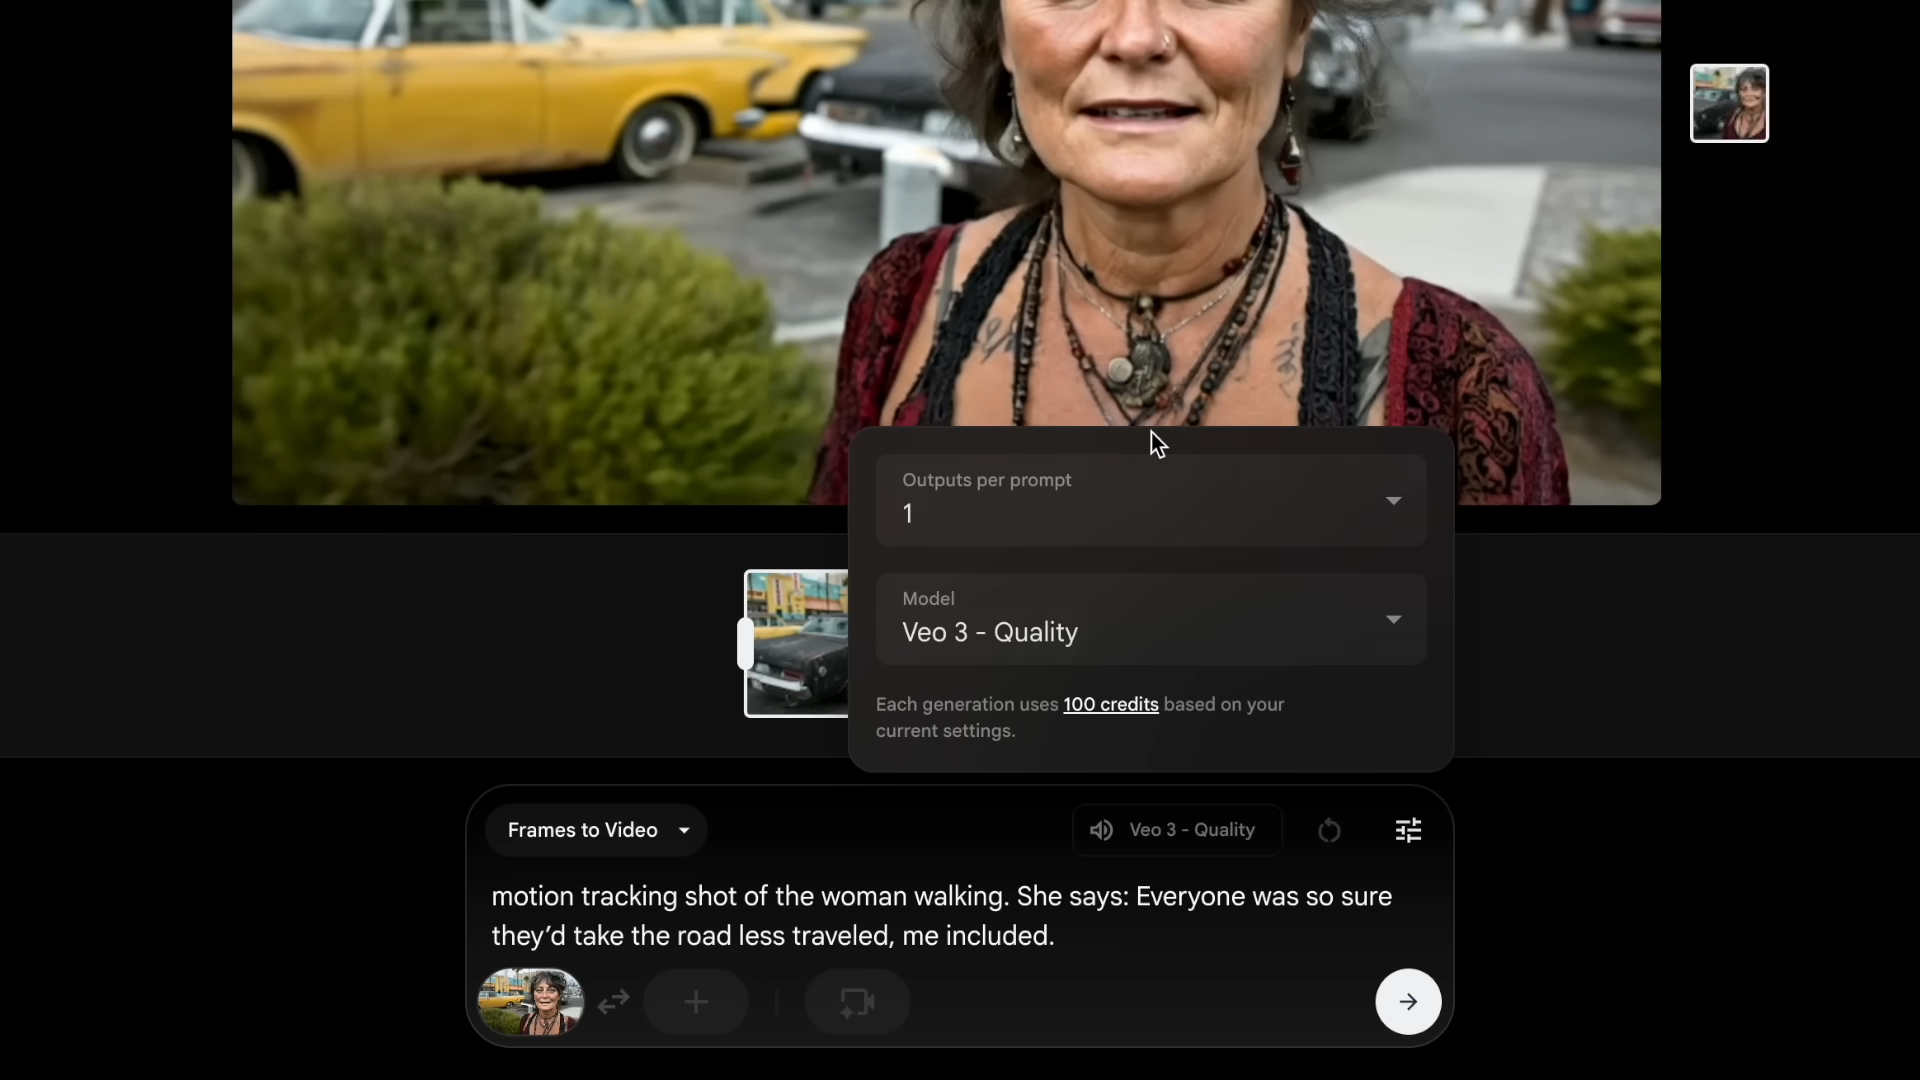 Outputs per prompt
1
Model
Veo 3 - Quality
Each generation uses 100 credits based on your
current settings.
Frames to Video
Veo 3 - Quality
motion tracking shot of the woman walking. She says: Everyone was so sure
they’d take the road less traveled, me included.